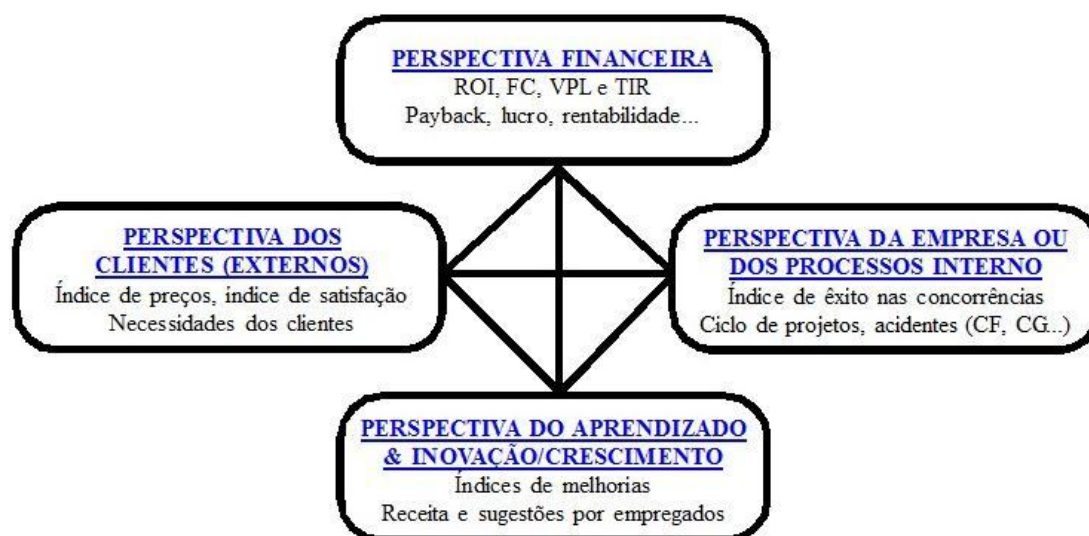 PERSPECTIVA FINANCEIRA
ROI, FC, VPL e TIR
Payback, lucro, rentabilidade...
PERSPECTIVA DOS
CLIENTES (EXTERNOS)
Índice de preços, índice de satisfação
Necessidades dos clientes
PERSPECTIVA DA EMPRESA OU
DOS PROCESSOS INTERNO
Índice de êxito nas concorrências
Ciclo de projetos, acidentes (CF, CG...)
PERSPECTIVA DO APRENDIZADO
& INOVAÇÃO/CRESCIMENTO
Índices de melhorias
Receita e sugestões por empregados